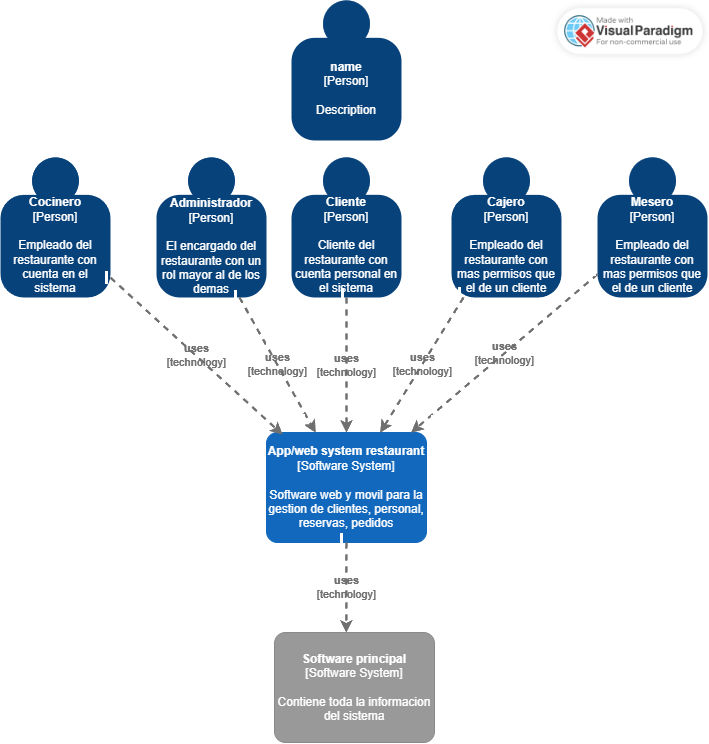 Made with
VisualParadigm
For non-commercial use
name
[Person]
Description
Cocinero
[Person]
Empleado del
restaurante con
cuenta en el
sistema
Administrador
[Person]
El encargado del
restaurante con un
rol mayor al de los
demas
Cliente
[Person]
Cliente del
restaurante con
cuenta personal en
el sistema
Cajero
[Person]
Empleado del
restaurante con
mas permisos que
el de un cliente
Mesero
[Person]
Empleado del
restaurante con
mas permisos que
el de un cliente
uses
[technology]
uses
[technology]
uses
[technology]
uses
[technology]
uses
[technology]
App/web system restaurant
[Software System]
Software web y movil para la
gestion de clientes, personal,
reservas, pedidos
uses
[technology]
Software principal
[Software System]
Contiene toda la informacion
del sistema